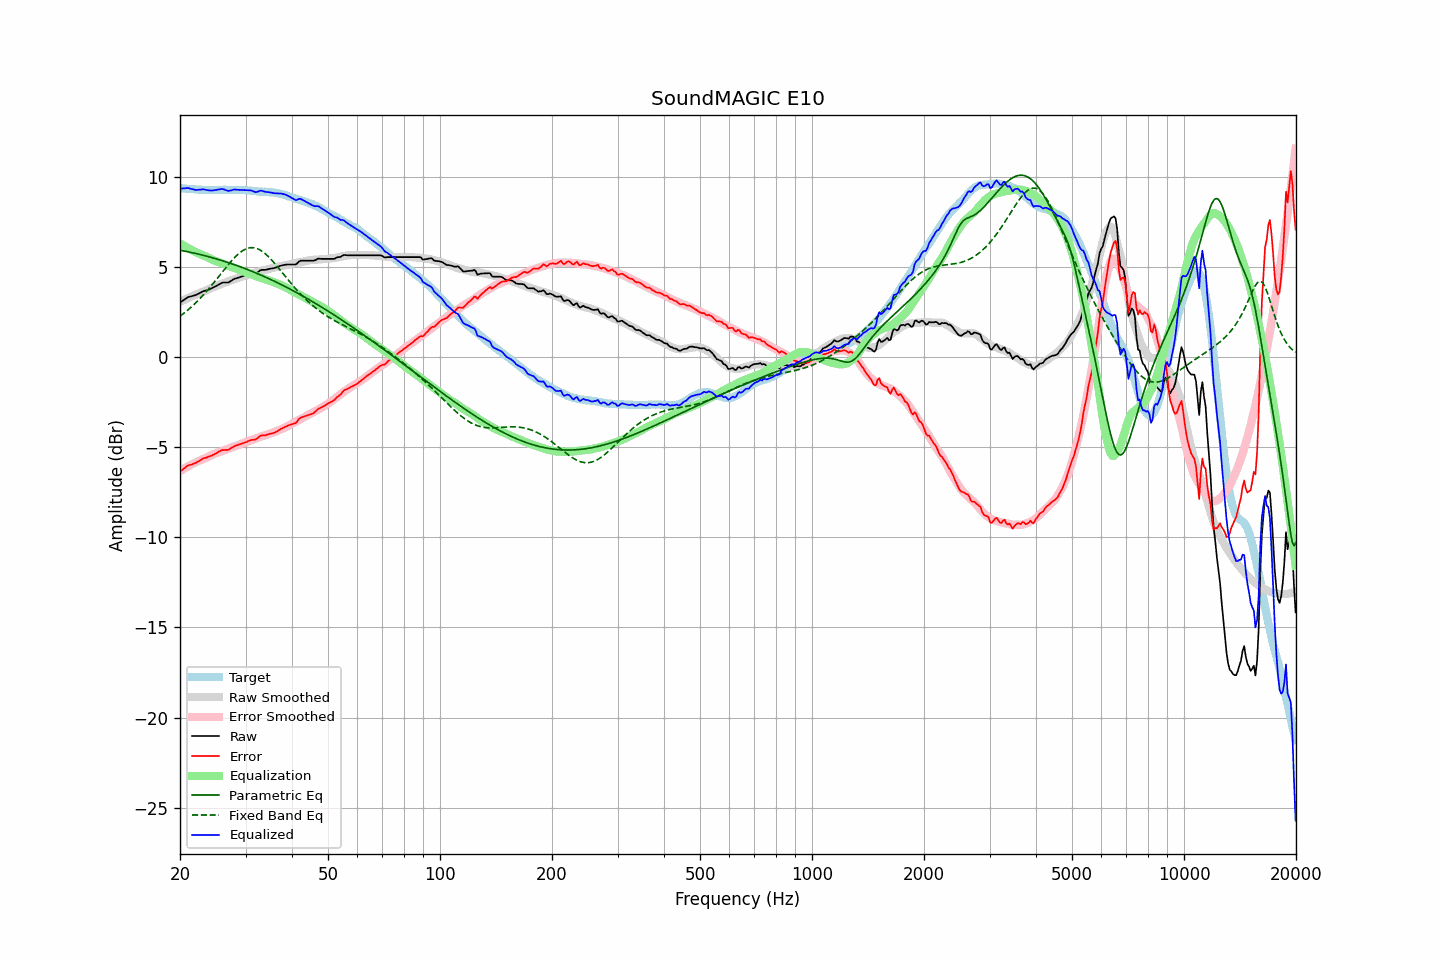 SoundMAGIC E10
10
5
0
−5
−10
−15
−20
−25
Amplitude (dBr)
Target
Raw Smoothed
Error Smoothed
Raw
Error
Equalization
Parametric Eq
Fixed Band Eq
Equalized
20 50 100 200 500 1000 2000 5000 10000 20000
Frequency (Hz)